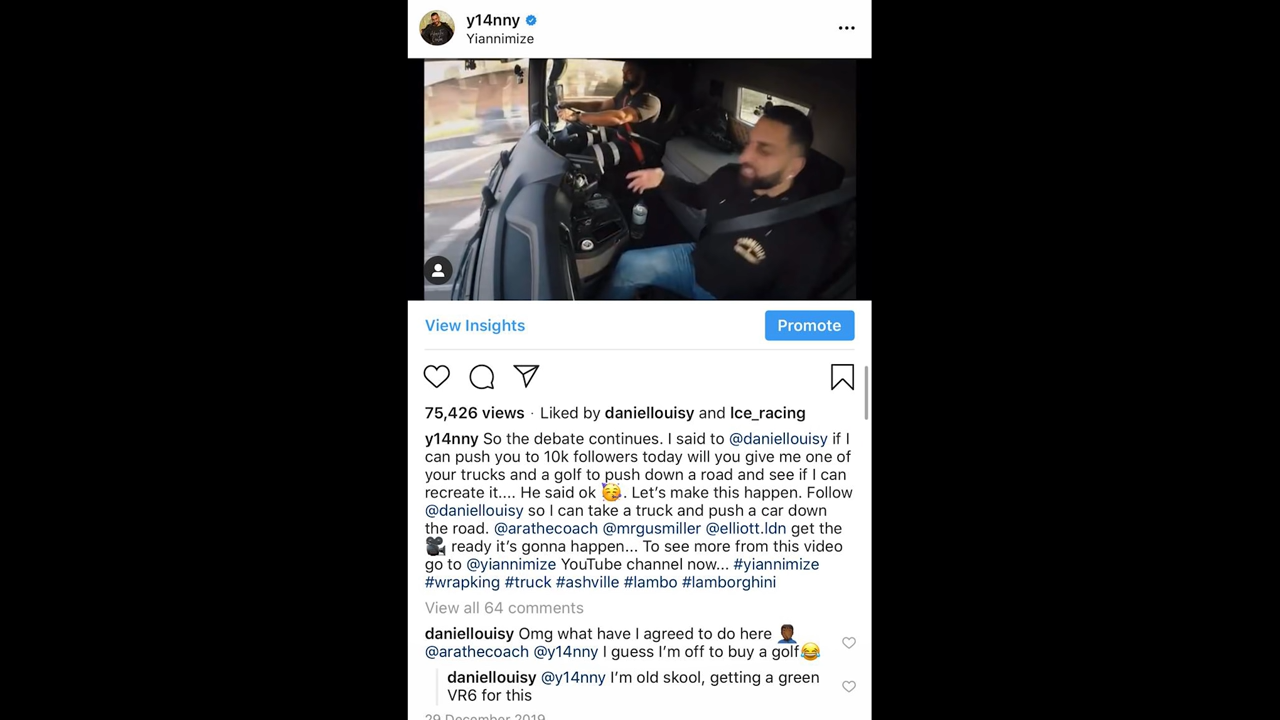 y14nny
Yiannimize
View Insights
Promote
75,426 views · Liked by daniellouisy and Ice_racing
y14nny So the debate continues. I said to @daniellouisy if I
can push you to 10k followers today will you give me one of
your trucks and a golf to push down a road and see if I can
recreate it.... He said ok 🥳. Let's make this happen. Follow
@daniellouisy so I can take a truck and push a car down
the road. @arathecoach @mrgusmiller @elliott.ldn get the
🎥 ready it's gonna happen... To see more from this video
go to @yiannimize YouTube channel now... #yiannimize
#wrapking #truck #ashville #lambo #lamborghini
View all 64 comments
daniellouisy Omg what have I agreed to do here 🤦🏾‍♂️
@arathecoach @y14nny I guess I'm off to buy a golf😂
daniellouisy @y14nny I'm old skool, getting a green
VR6 for this
29 December 2019